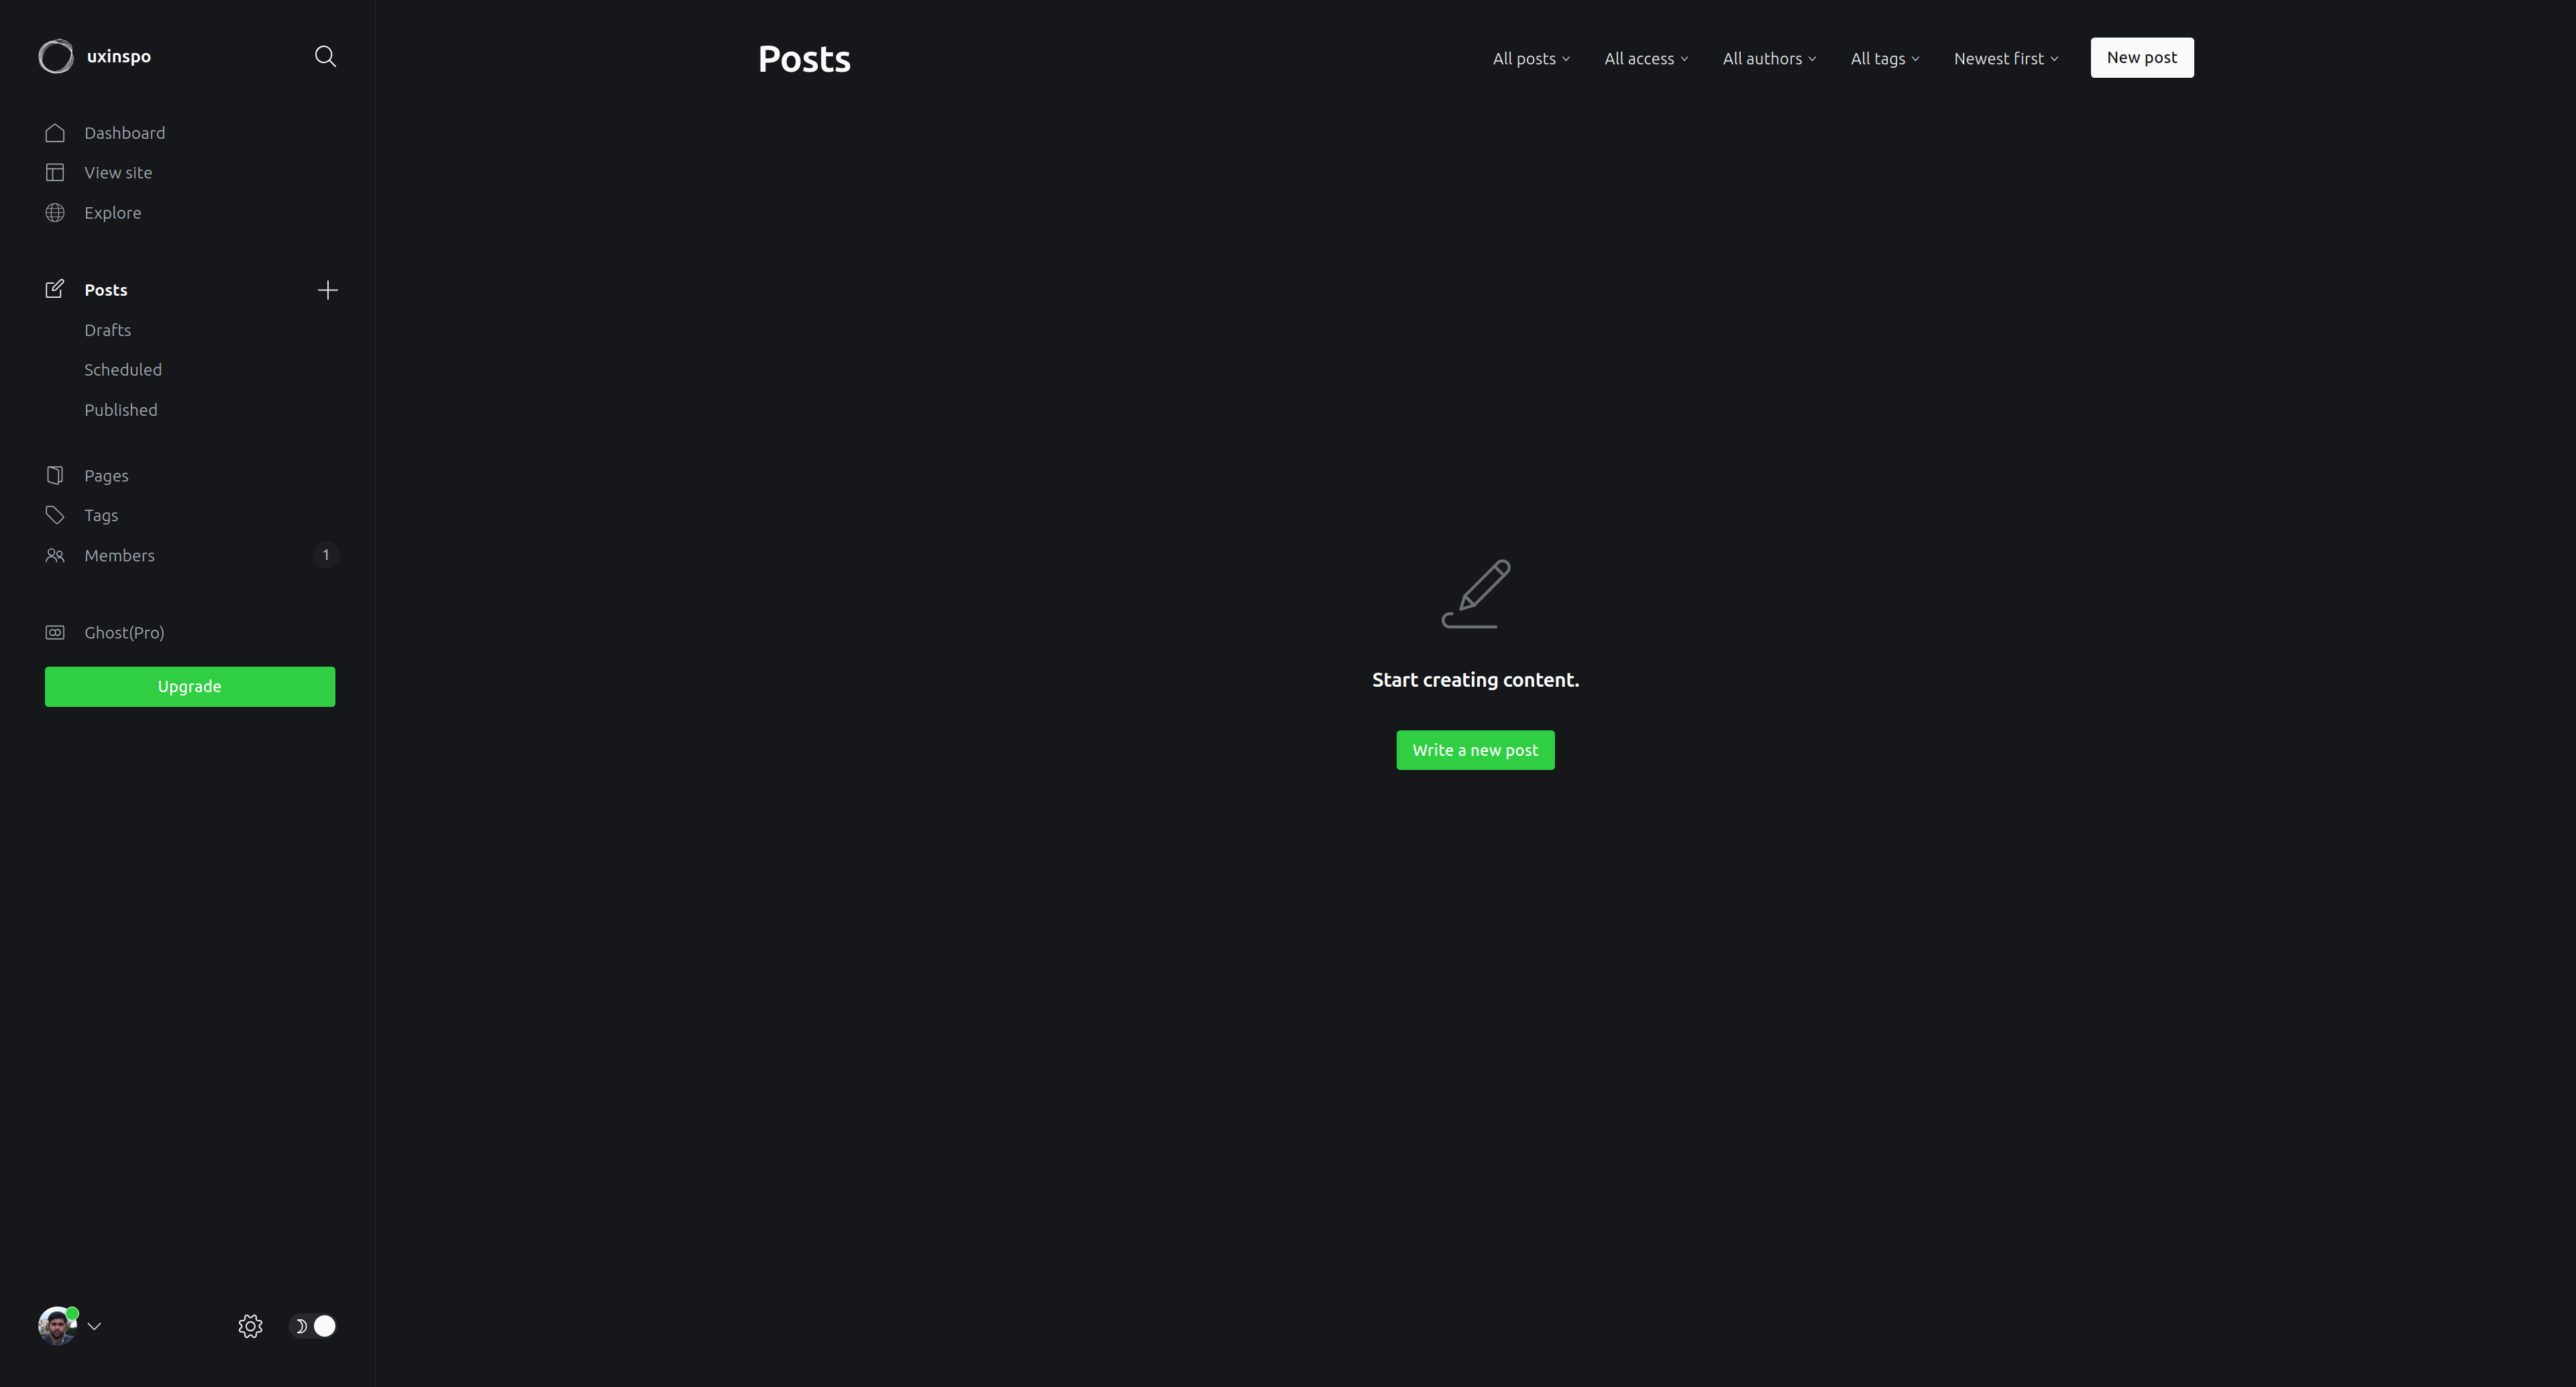 uxinspo
Dashboard
View site
Explore
Posts
Drafts
Scheduled
Published
Pages
Tags
Members 1
Ghost(Pro)
Upgrade
Posts
All posts All access All authors All tags Newest first New post
Start creating content.
Write a new post